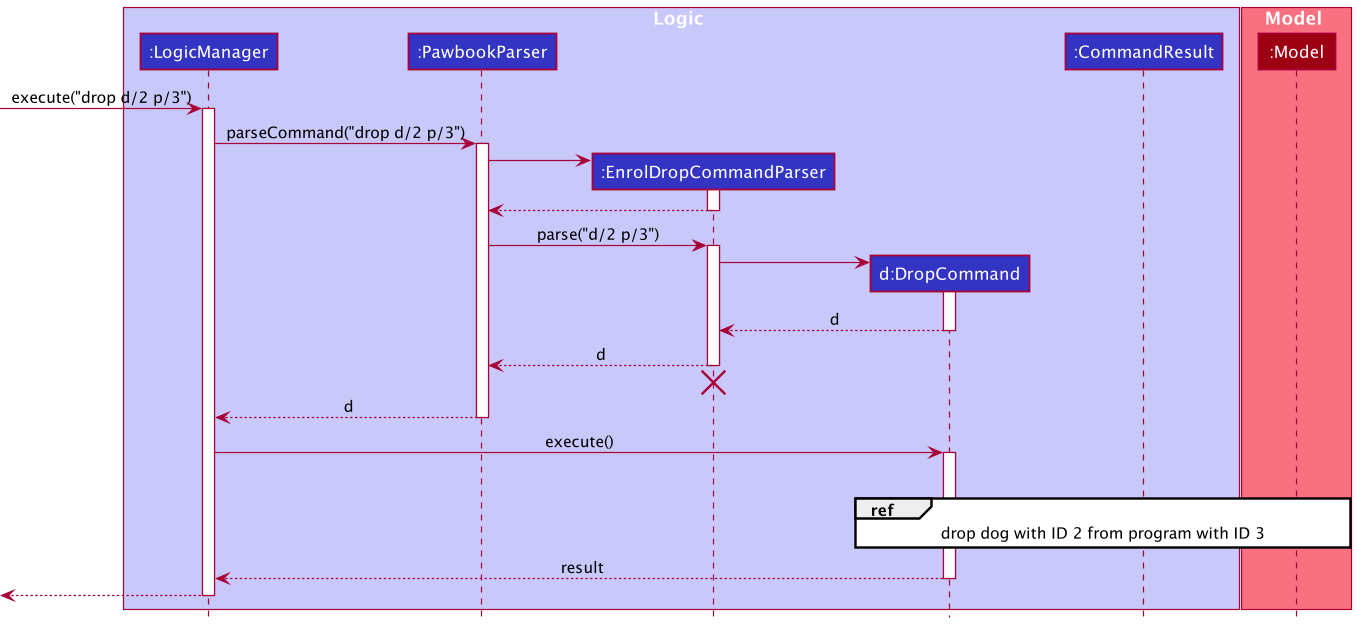 Logic
Model
:LogicManager
:PawbookParser
:CommandResult
:Model
execute("drop d/2 p/3")
parseCommand("drop d/2 p/3")
:EnrolDropCommandParser
parse("d/2 p/3")
d:DropCommand
d
d
d
execute()
ref
drop dog with ID 2 from program with ID 3
result